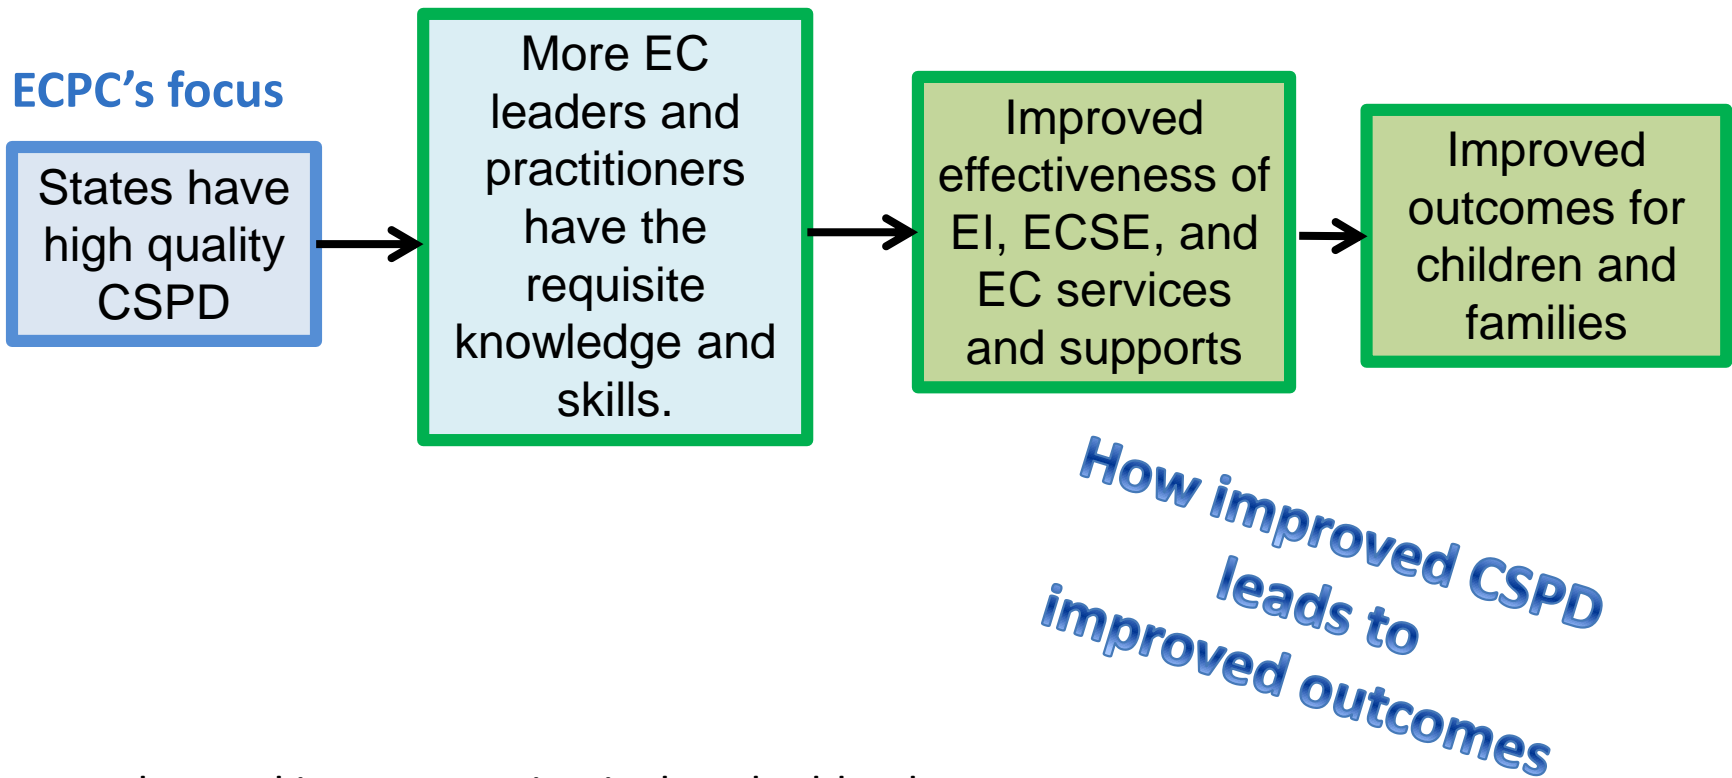 ECPC's focus
States have
high quality
CSPD
More EC
leaders and
practitioners
have the
requisite
knowledge and
skills.
Improved
effectiveness of
EI, ECSE, and
EC services
and supports
Improved
outcomes for
children and
families
How improved CSPD
leads to
improved outcomes